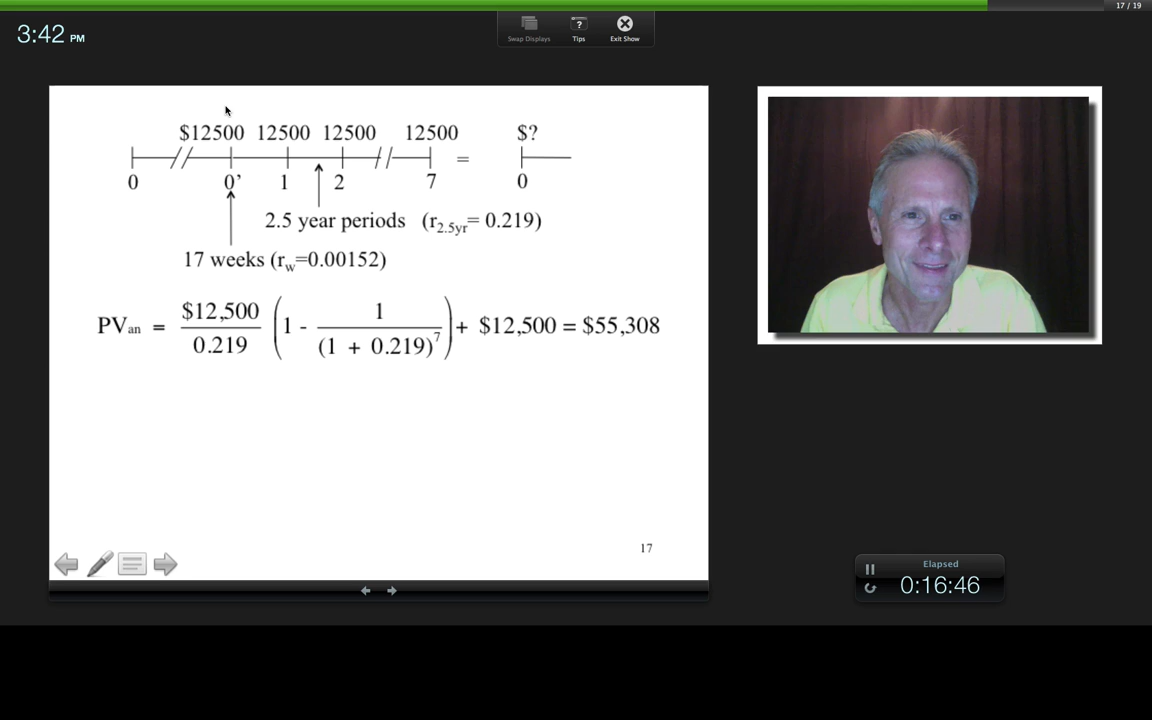 17 / 19
3:42 PM
Swap Displays Tips Exit Show
?
$12500 12500 12500 12500 $?
=
0 0’ 1 2 7 0
2.5 year periods (r2.5yr= 0.219)
17 weeks (rw=0.00152)
PVan = $12,500 / 0.219 (1 - 1 / (1 + 0.219)^7) + $12,500 = $55,308
17
Elapsed
0:16:46